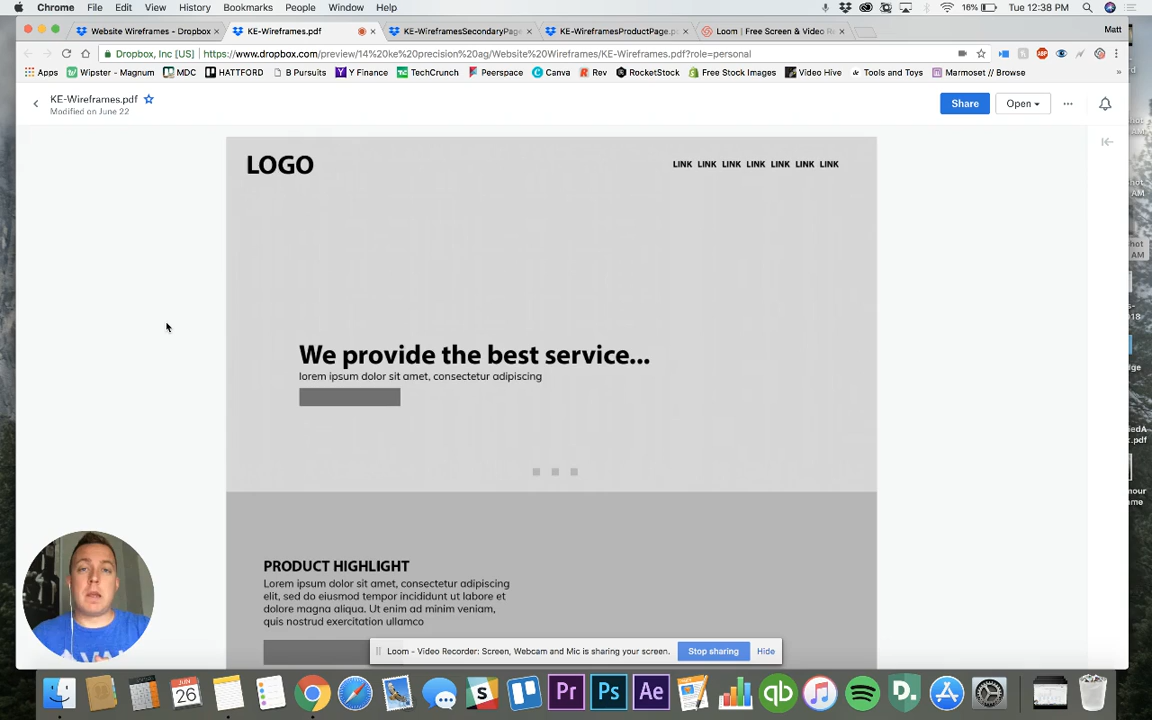 Chrome File Edit View History Bookmarks People Window Help
16% Tue 12:38 PM
Website Wireframes - Dropbox
KE-Wireframes.pdf
KE-WireframesSecondaryPage
KE-WireframesProductPage.p
Loom | Free Screen & Video R
Matt
Dropbox, Inc [US] https://www.dropbox.com/preview/14%20ke%20precision%20ag/Website%20Wireframes/KE-Wireframes.pdf?role=personal
Apps Wipster - Magnum MDC HATTFORD B Pursuits Y Finance TechCrunch Peerspace Canva Rev RocketStock Free Stock Images Video Hive Tools and Toys Marmoset // Browse
KE-Wireframes.pdf
Modified on June 22
Share
Open
LOGO
LINK LINK LINK LINK LINK LINK LINK
We provide the best service...
lorem ipsum dolor sit amet, consectetur adipiscing
PRODUCT HIGHLIGHT
Lorem ipsum dolor sit amet, consectetur adipiscing
elit, sed do eiusmod tempor incididunt ut labore et
dolore magna aliqua. Ut enim ad minim veniam,
quis nostrud exercitation ullamco
Loom - Video Recorder: Screen, Webcam and Mic is sharing your screen.
Stop sharing
Hide
JUN
26
Pr
Ps
Ae
qb
D.